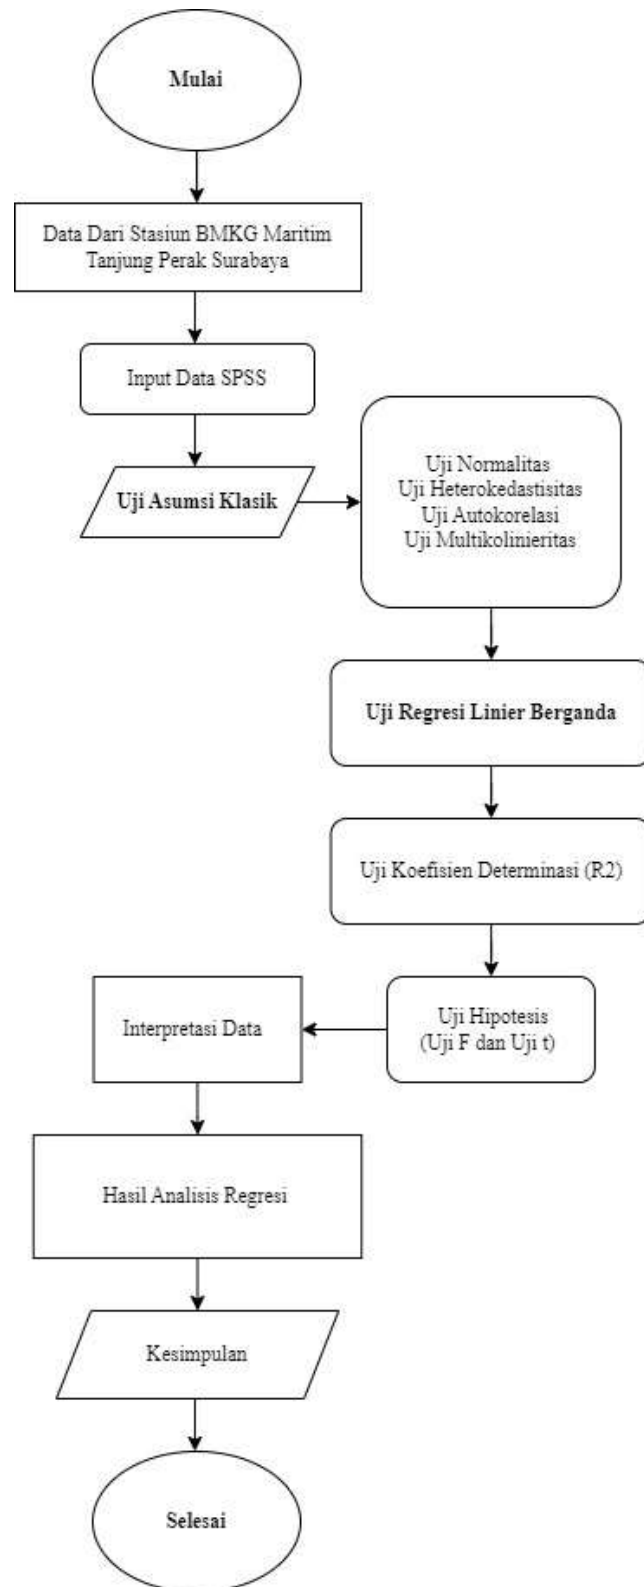 Mulai
Data Dari Stasiun BMKG Maritim
Tanjung Perak Surabaya
Input Data SPSS
Uji Asumsi Klasik
Uji Normalitas
Uji Heterokedastisitas
Uji Autokorelasi
Uji Multikolinieritas
Uji Regresi Linier Berganda
Uji Koefisien Determinasi (R2)
Uji Hipotesis
(Uji F dan Uji t)
Interpretasi Data
Hasil Analisis Regresi
Kesimpulan
Selesai